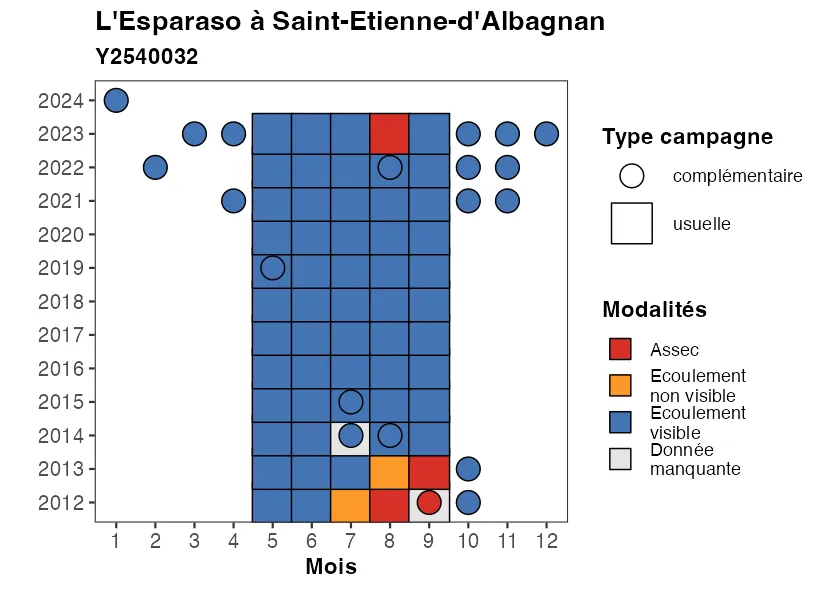 L'Esparaso à Saint-Etienne-d'Albagnan
Y2540032
2024
2023
2022
2021
2020
2019
2018
2017
2016
2015
2014
2013
2012
1 2 3 4 5 6 7 8 9 10 11 12
Mois
Type campagne
complémentaire
usuelle
Modalités
Assec
Ecoulement
non visible
Ecoulement
visible
Donnée
manquante